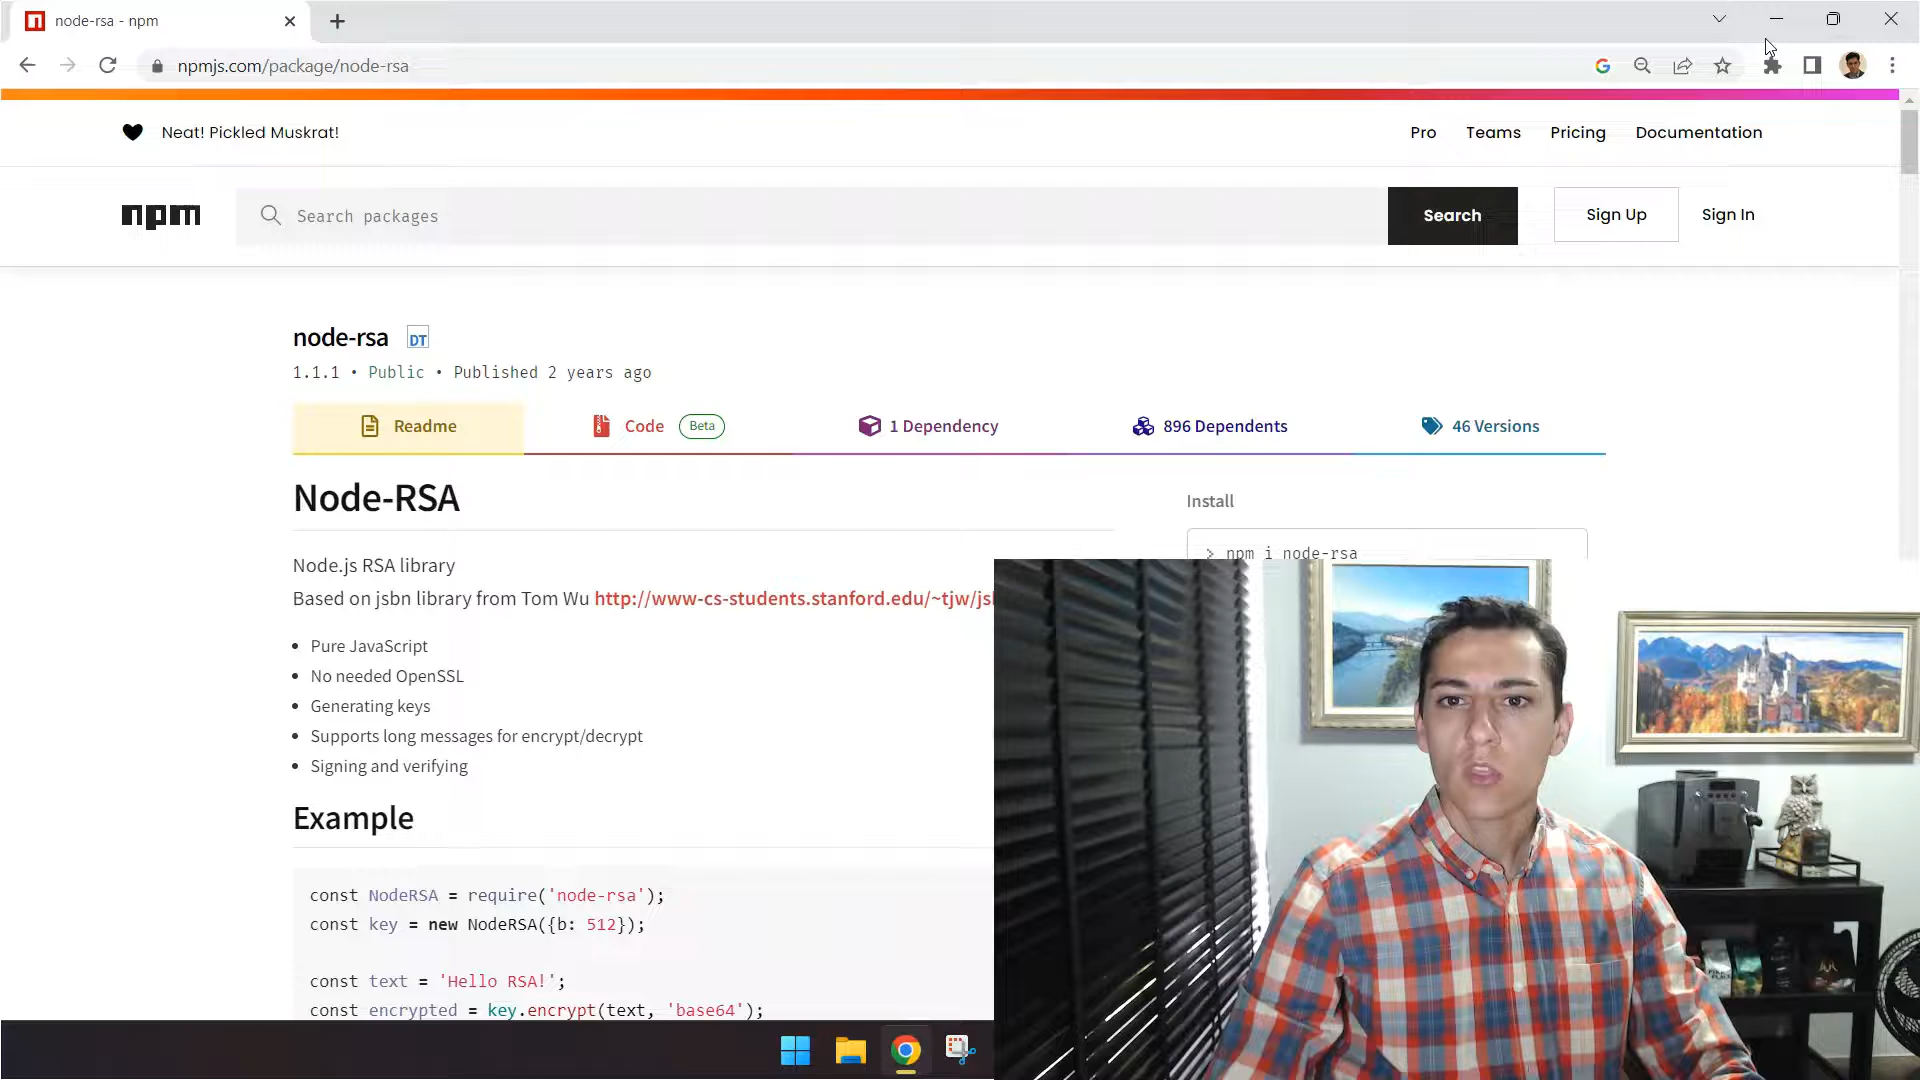 node-rsa - npm
npmjs.com/package/node-rsa
Neat! Pickled Muskrat!
Pro
Teams
Pricing
Documentation
npm
Search packages
Search
Sign Up
Sign In
node-rsa
DT
1.1.1 • Public • Published 2 years ago
Readme
Code
Beta
1 Dependency
896 Dependents
46 Versions
Node-RSA
Install
> npm i node-rsa
Node.js RSA library
Based on jsbn library from Tom Wu http://www-cs-students.stanford.edu/~tjw/jsl
• Pure JavaScript
• No needed OpenSSL
• Generating keys
• Supports long messages for encrypt/decrypt
• Signing and verifying
Example
const NodeRSA = require('node-rsa');
const key = new NodeRSA({b: 512});
const text = 'Hello RSA!';
const encrypted = key.encrypt(text, 'base64');